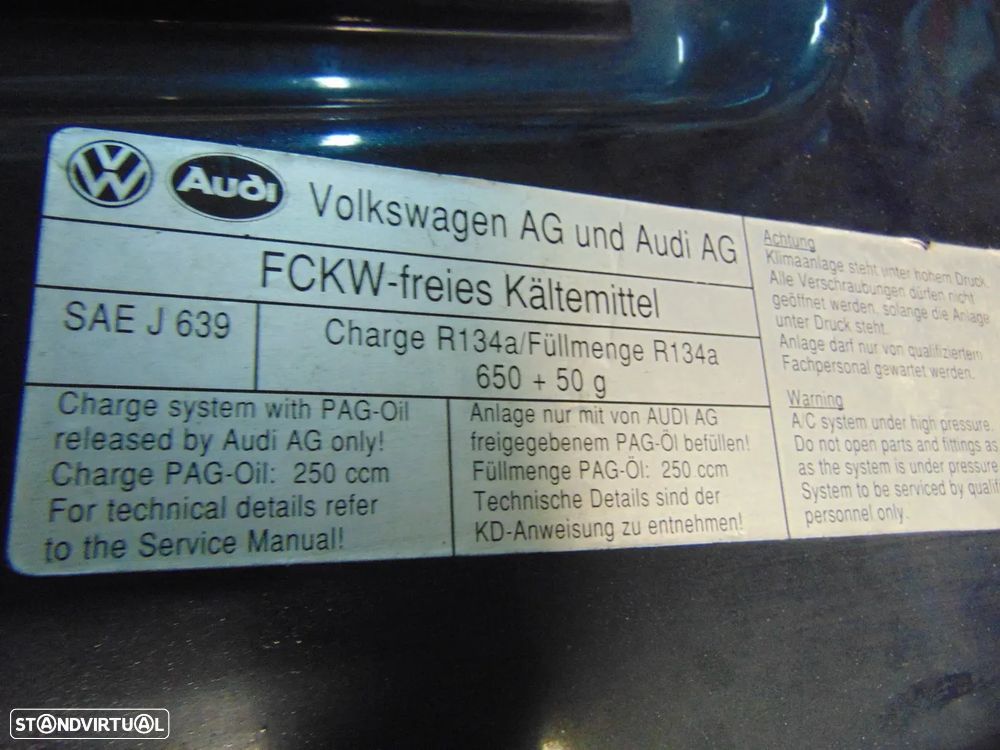 VW Audi Volkswagen AG und Audi AG
FCKW-freies Kältemittel
SAE J 639
Charge R134a/Füllmenge R134a
650 + 50 g
Charge system with PAG-Oil
released by Audi AG only!
Charge PAG-Oil: 250 ccm
For technical details refer
to the Service Manual!
Anlage nur mit von AUDI AG
freigegebenem PAG-Öl befüllen!
Füllmenge PAG-Öl: 250 ccm
Technische Details sind der
KD-Anweisung zu entnehmen!
Achtung
Klimaanlage steht unter hohem Druck.
Alle Verschraubungen dürfen nicht
geöffnet werden, solange die Anlage
unter Druck steht.
Anlage darf nur von qualifiziertem
Fachpersonal gewartet werden.
Warning
A/C system under high pressure.
Do not open parts and fittings as
as the system is under pressure
System to be serviced by qualifi
personnel only.
STANDVIRTUAL